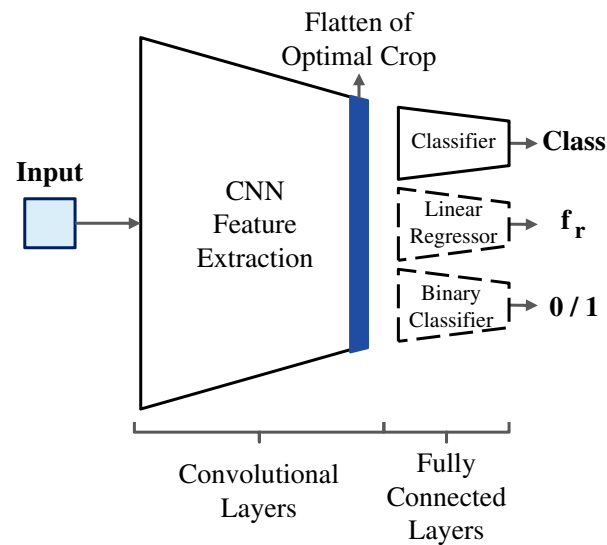 Flatten of
Optimal Crop
Input
CNN
Feature
Extraction
Classifier
Class
Linear
Regressor
f r
Binary
Classifier
0 / 1
Convolutional
Layers
Fully
Connected
Layers